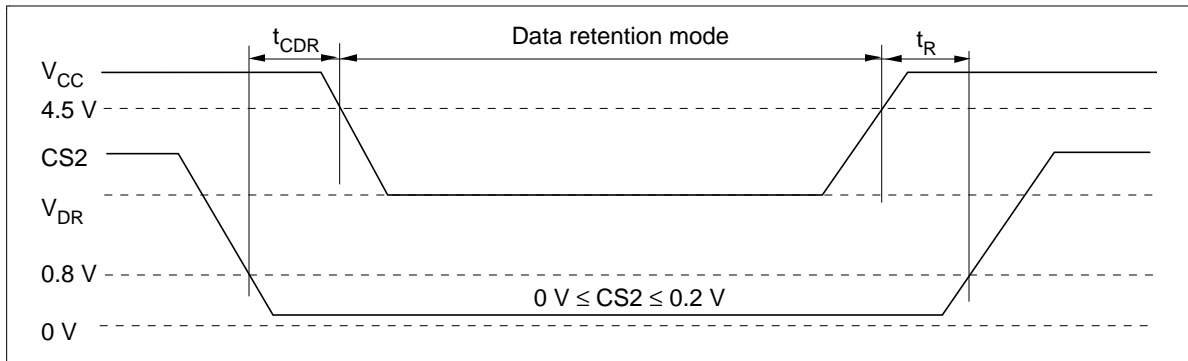 t_CDR Data retention mode t_R
V_CC
4.5 V
CS2
V_DR
0.8 V
0 V ≤ CS2 ≤ 0.2 V
0 V